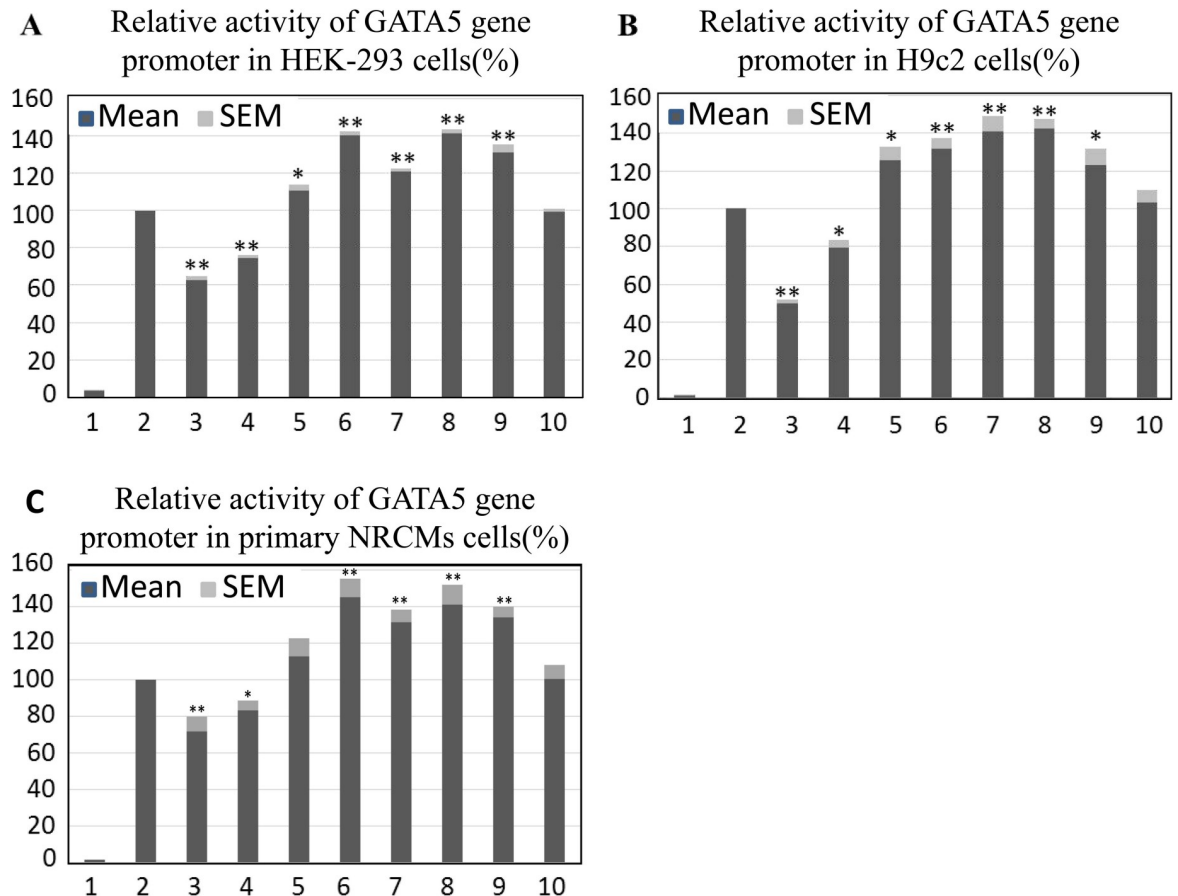 A
Relative activity of GATA5 gene
promoter in HEK-293 cells(%)
160
140
120
100
80
60
40
20
0
Mean SEM
** ** * ** ** ** **
1 2 3 4 5 6 7 8 9 10
B
Relative activity of GATA5 gene
promoter in H9c2 cells(%)
160
140
120
100
80
60
40
20
0
Mean SEM
** * * ** ** ** *
1 2 3 4 5 6 7 8 9 10
C
Relative activity of GATA5 gene
promoter in primary NRCMs cells(%)
160
140
120
100
80
60
40
20
0
Mean SEM
** * ** ** ** **
1 2 3 4 5 6 7 8 9 10